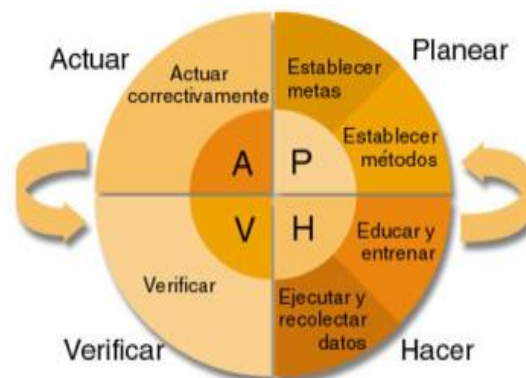 Actuar
Planear
Actuar
correctivamente
Establecer
metas
Establecer
métodos
A
P
V
H
Educar y
entrenar
Verificar
Ejecutar y
recolectar
datos
Verificar
Hacer